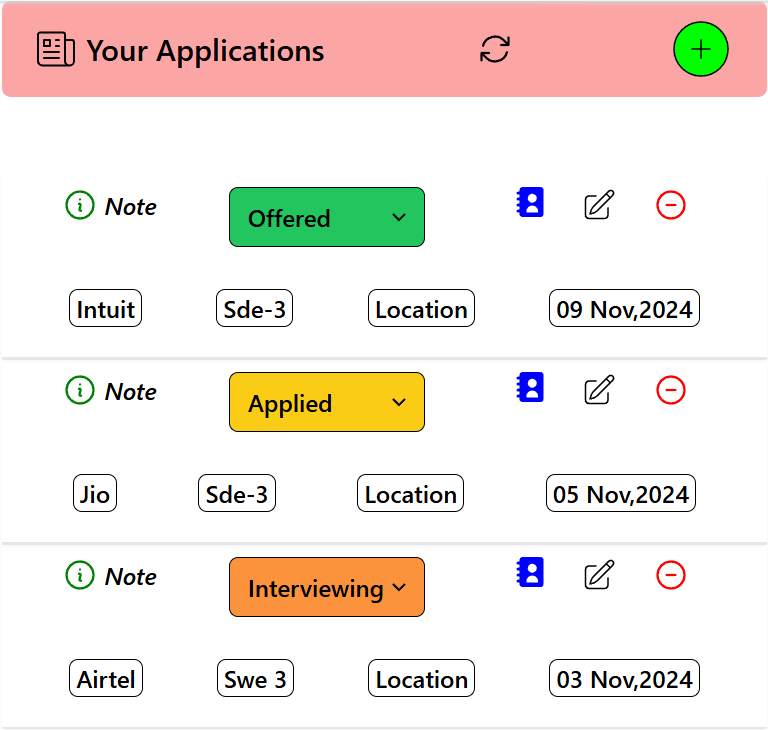 Your Applications
Note Offered
Intuit Sde-3 Location 09 Nov,2024
Note Applied
Jio Sde-3 Location 05 Nov,2024
Note Interviewing
Airtel Swe 3 Location 03 Nov,2024